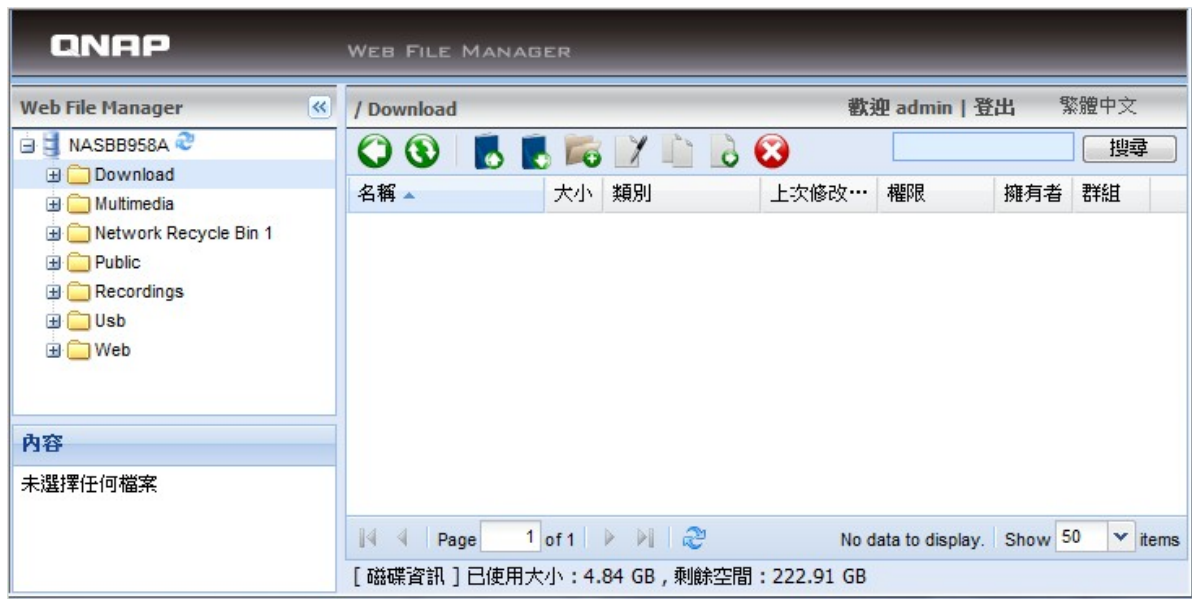 QNAP WEB FILE MANAGER
Web File Manager
/ Download 歡迎 admin | 登出 繁體中文
NASBB958A
Download
Multimedia
Network Recycle Bin 1
Public
Recordings
Usb
Web
搜尋
名稱 大小 類別 上次修改… 權限 擁有者 群組
內容
未選擇任何檔案
Page 1 of 1 No data to display. Show 50 items
[ 磁碟資訊 ] 已使用大小：4.84 GB , 剩餘空間：222.91 GB